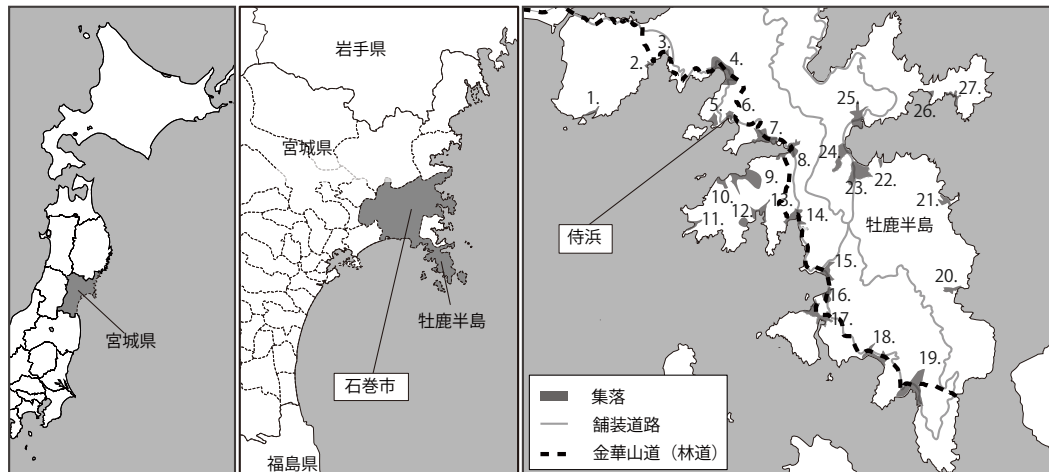 宮城県
岩手県
宮城県
牡鹿半島
石巻市
福島県
1.
2.
3.
4.
5.
6.
7.
8.
9.
10.
11.
12.
13.
14.
15.
16.
17.
18.
19.
20.
21.
22.
23.
24.
25.
26.
27.
侍浜
牡鹿半島
集落
舗装道路
金華山道（林道）